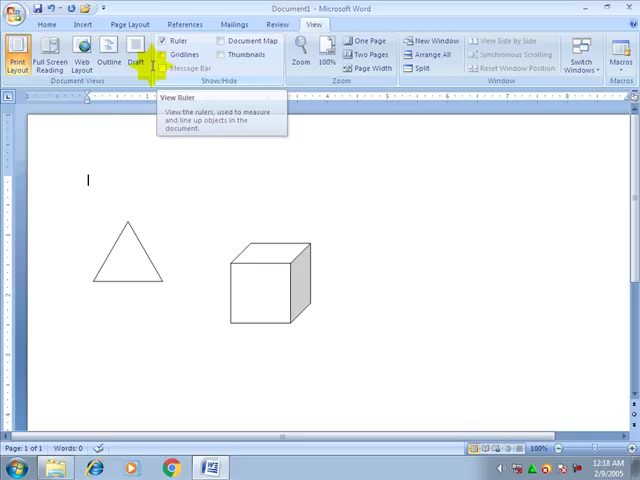 Document1 - Microsoft Word
Home Insert Page Layout References Mailings Review View
Print Layout
Full Screen Reading
Web Layout
Outline
Draft
Document Views
Ruler
Gridlines
Message Bar
Document Map
Thumbnails
Show/Hide
Zoom
100%
One Page
Two Pages
Page Width
Zoom
New Window
Arrange All
Split
View Side by Side
Synchronous Scrolling
Reset Window Position
Window
Macros
Macros
View Ruler
View the rulers, used to measure
and line up objects in the
document.
Page: 1 of 1 Words: 0
100%
12:18 AM
2/9/2005